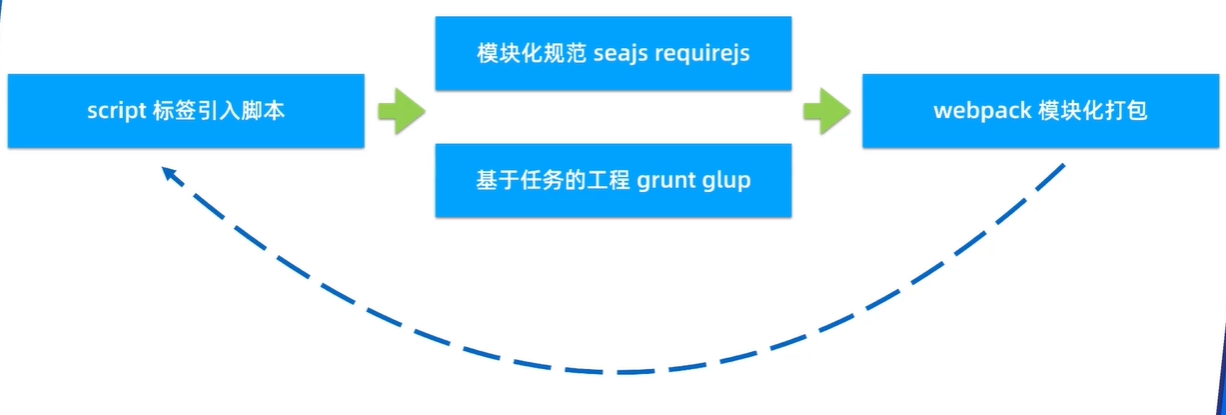 模块化规范 seajs requirejs
script 标签引入脚本
webpack 模块化打包
基于任务的工程 grunt glup